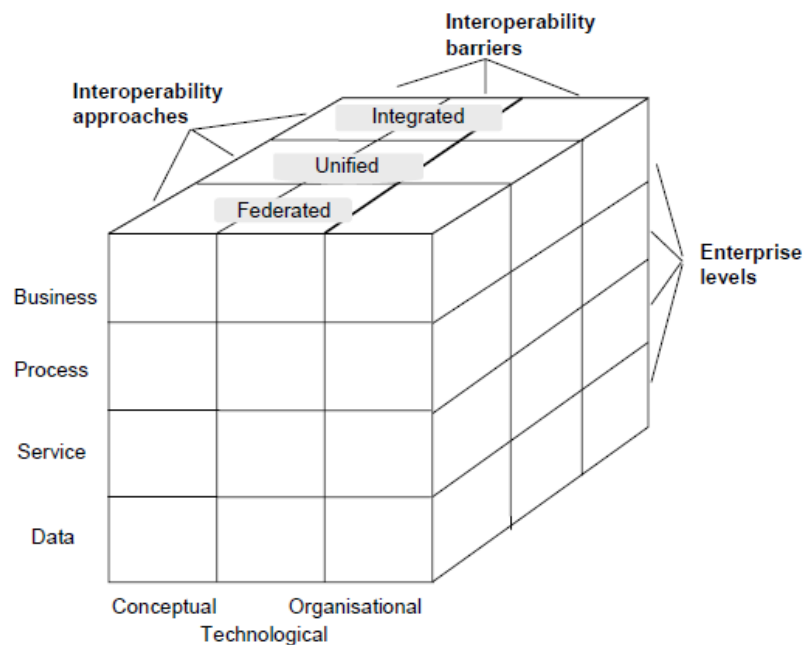 Interoperability
barriers
Interoperability
approaches
Integrated
Unified
Federated
Enterprise
levels
Business
Process
Service
Data
Conceptual
Organisational
Technological